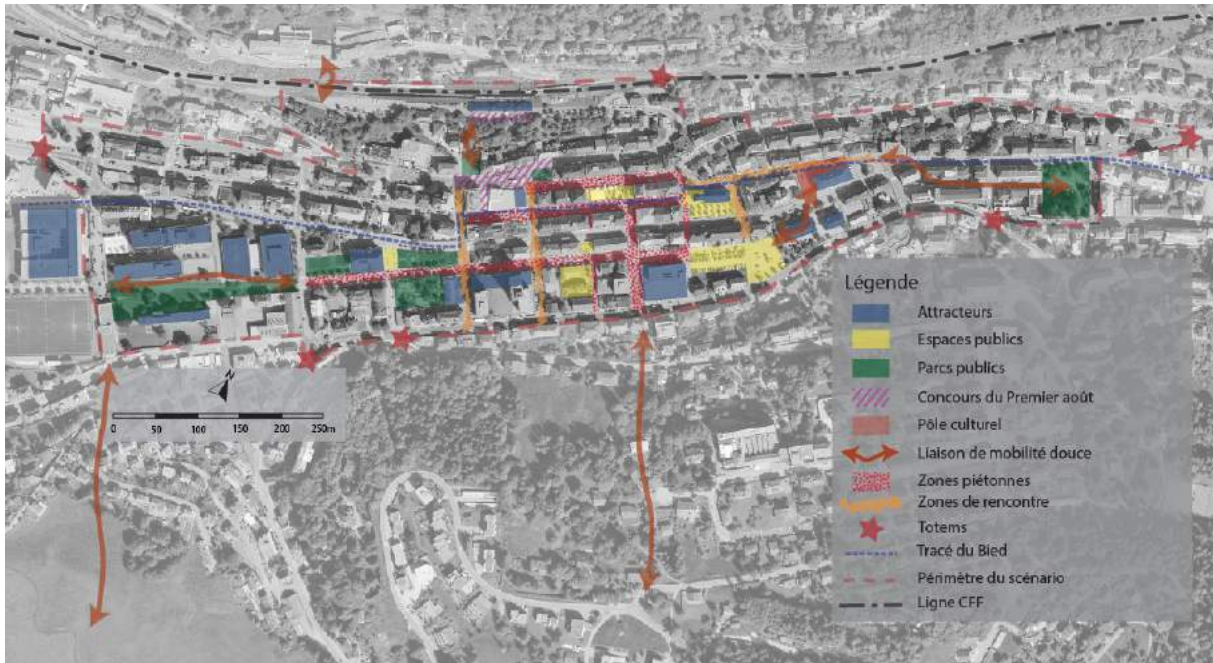 N
0 50 100 150 200 250m
Légende
Attracteurs
Espaces publics
Parcs publics
Concours du Premier août
Pôle culturel
Liaison de mobilité douce
Zones piétonnes
Zones de rencontre
Totems
Tracé du Bied
Périmètre du scénario
Ligne CFF